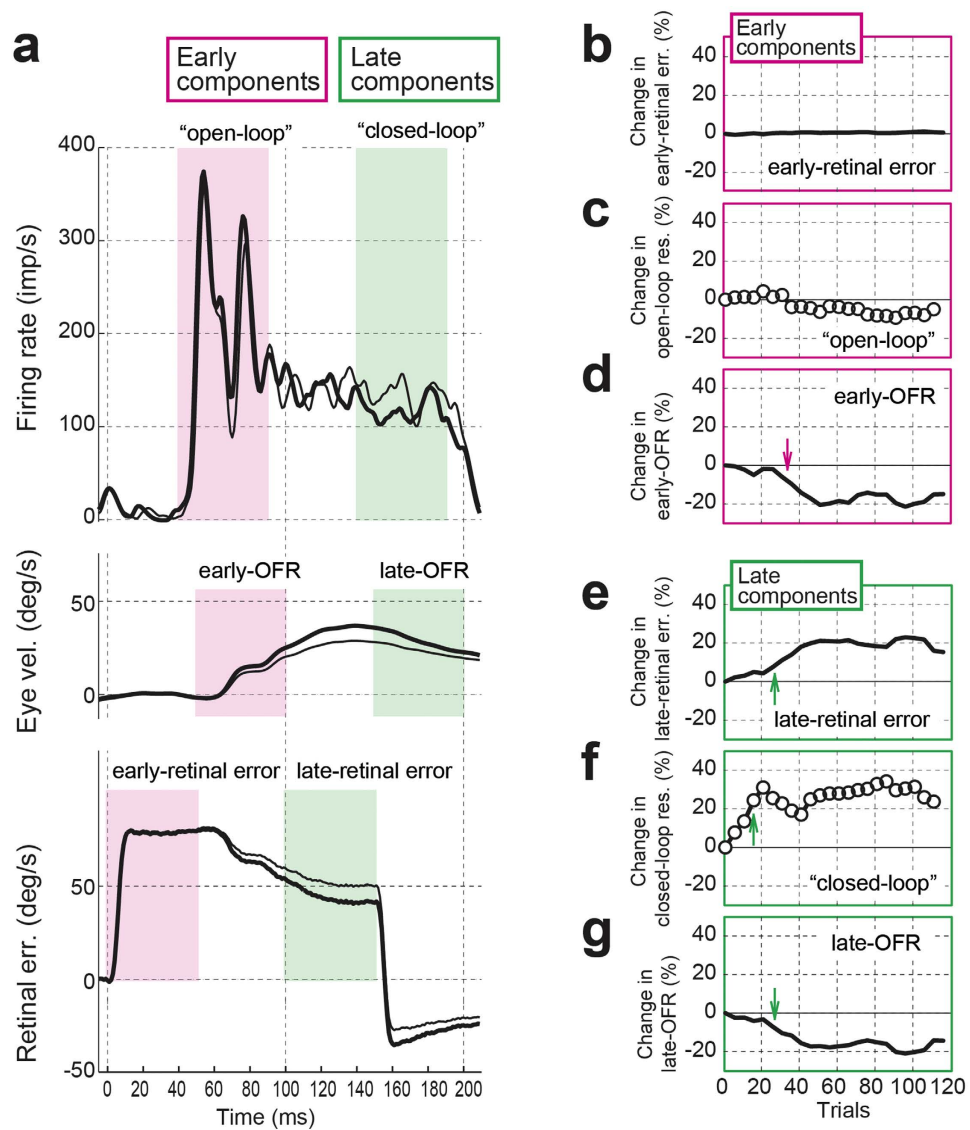 a
Early
components
Late
components
"open-loop"
"closed-loop"
Firing rate (imp/s)
400
300
200
100
0
Eye vel. (deg/s)
early-OFR
late-OFR
50
0
Retinal err. (deg/s)
early-retinal error
late-retinal error
50
0
-50
0 20 40 60 80 100 120 140 160 180 200
Time (ms)
b
Early
components
Change in
early-retinal err. (%)
40
20
0
-20
early-retinal error
c
Change in
open-loop res. (%)
40
20
0
-20
"open-loop"
d
Change in
early-OFR (%)
40
20
0
-20
early-OFR
e
Late
components
Change in
late-retinal err. (%)
40
20
0
-20
late-retinal error
f
Change in
closed-loop res. (%)
40
20
0
-20
"closed-loop"
g
Change in
late-OFR (%)
40
20
0
-20
late-OFR
0 20 40 60 80 100 120
Trials